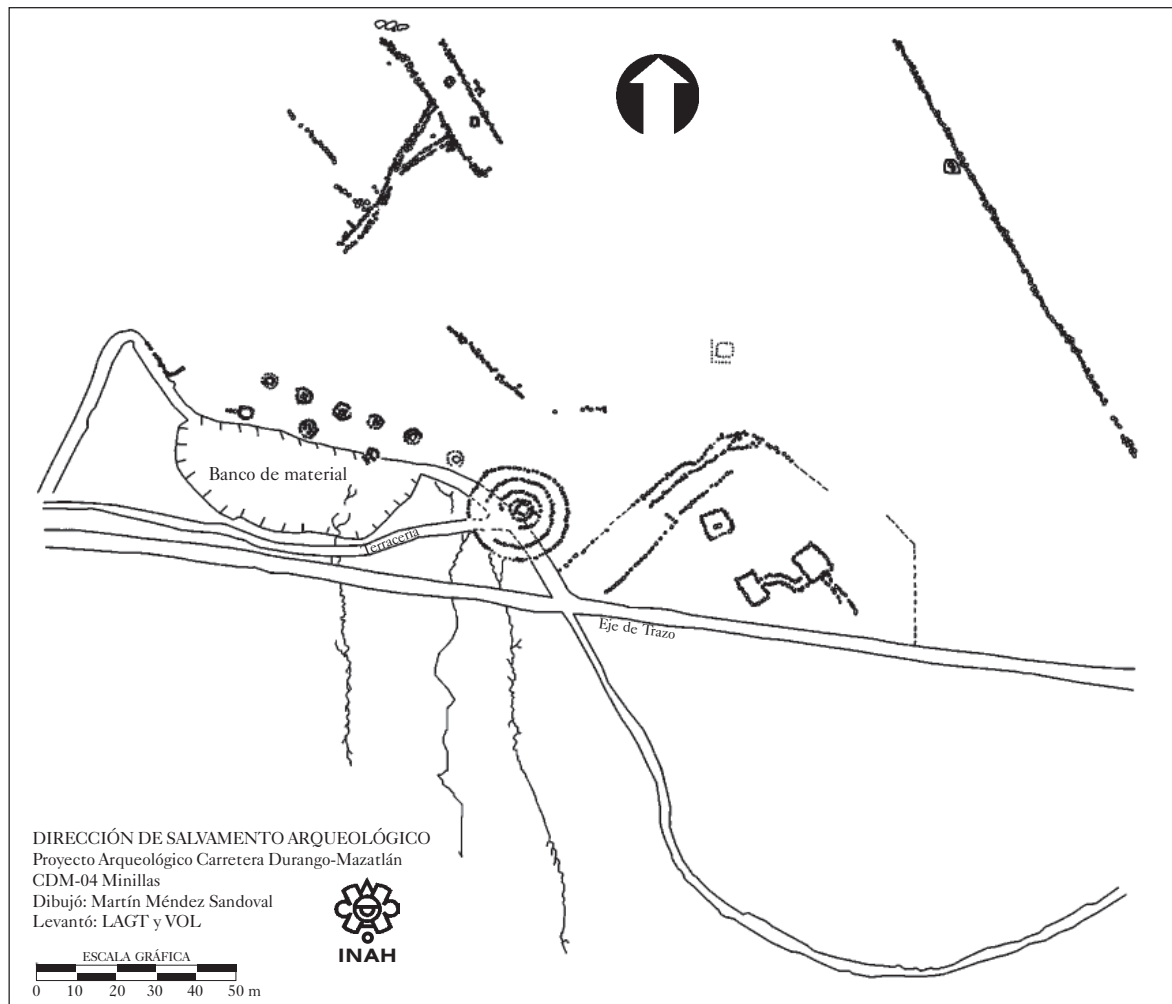 Banco de material
Terracería
Eje de Trazo
DIRECCIÓN DE SALVAMENTO ARQUEOLÓGICO
Proyecto Arqueológico Carretera Durango-Mazatlán
CDM-04 Minillas
Dibujó: Martín Méndez Sandoval
Levantó: LAGT y VOL
INAH
ESCALA GRÁFICA
0 10 20 30 40 50 m